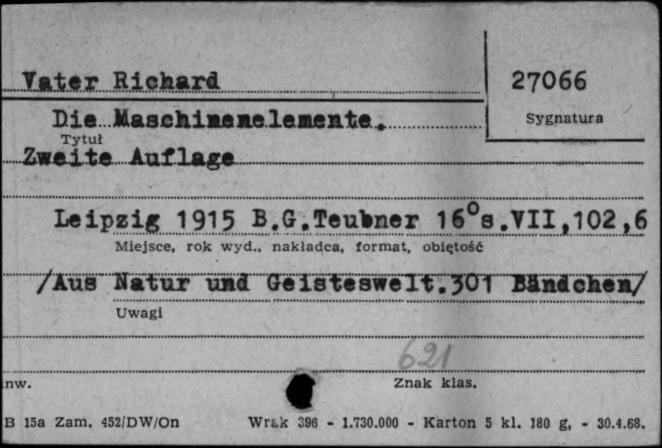 Vater Richard
27066
Sygnatura
Die Maschinenelemente.
Tytuł
Zweite Auflage
Leipzig 1915 B.G.Teubner 16°s.VII,102,6
Miejsce, rok wyd., nakładca, format, objętość
/Aus Natur und Geisteswelt.301 Bändchen/
Uwagi
621
nw.
Znak klas.
B 15a Zam. 452/DW/On Wrsk 396 - 1.730.000 - Karton 5 kl. 180 g, - 30.4.68.